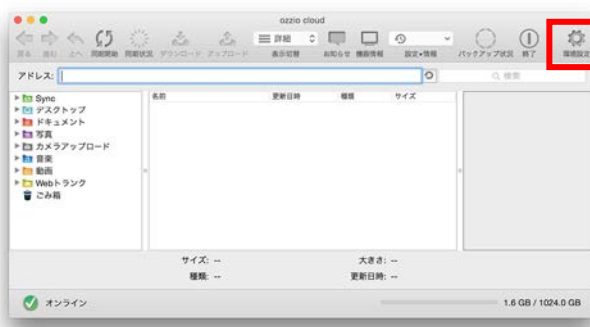 ozzio cloud
戻る 進む 上へ 同期開始 同期状況 ダウンロード アップロード 表示切替 お知らせ 機器情報 設定・情報 バックアップ状況 終了 環境設定
詳細
アドレス:
検索
名前 更新日時 種類 サイズ
Sync
デスクトップ
ドキュメント
写真
カメラアップロード
音楽
動画
Webトランク
ごみ箱
サイズ: -- 大きさ: --
種類: -- 更新日時: --
オンライン 1.6 GB / 1024.0 GB